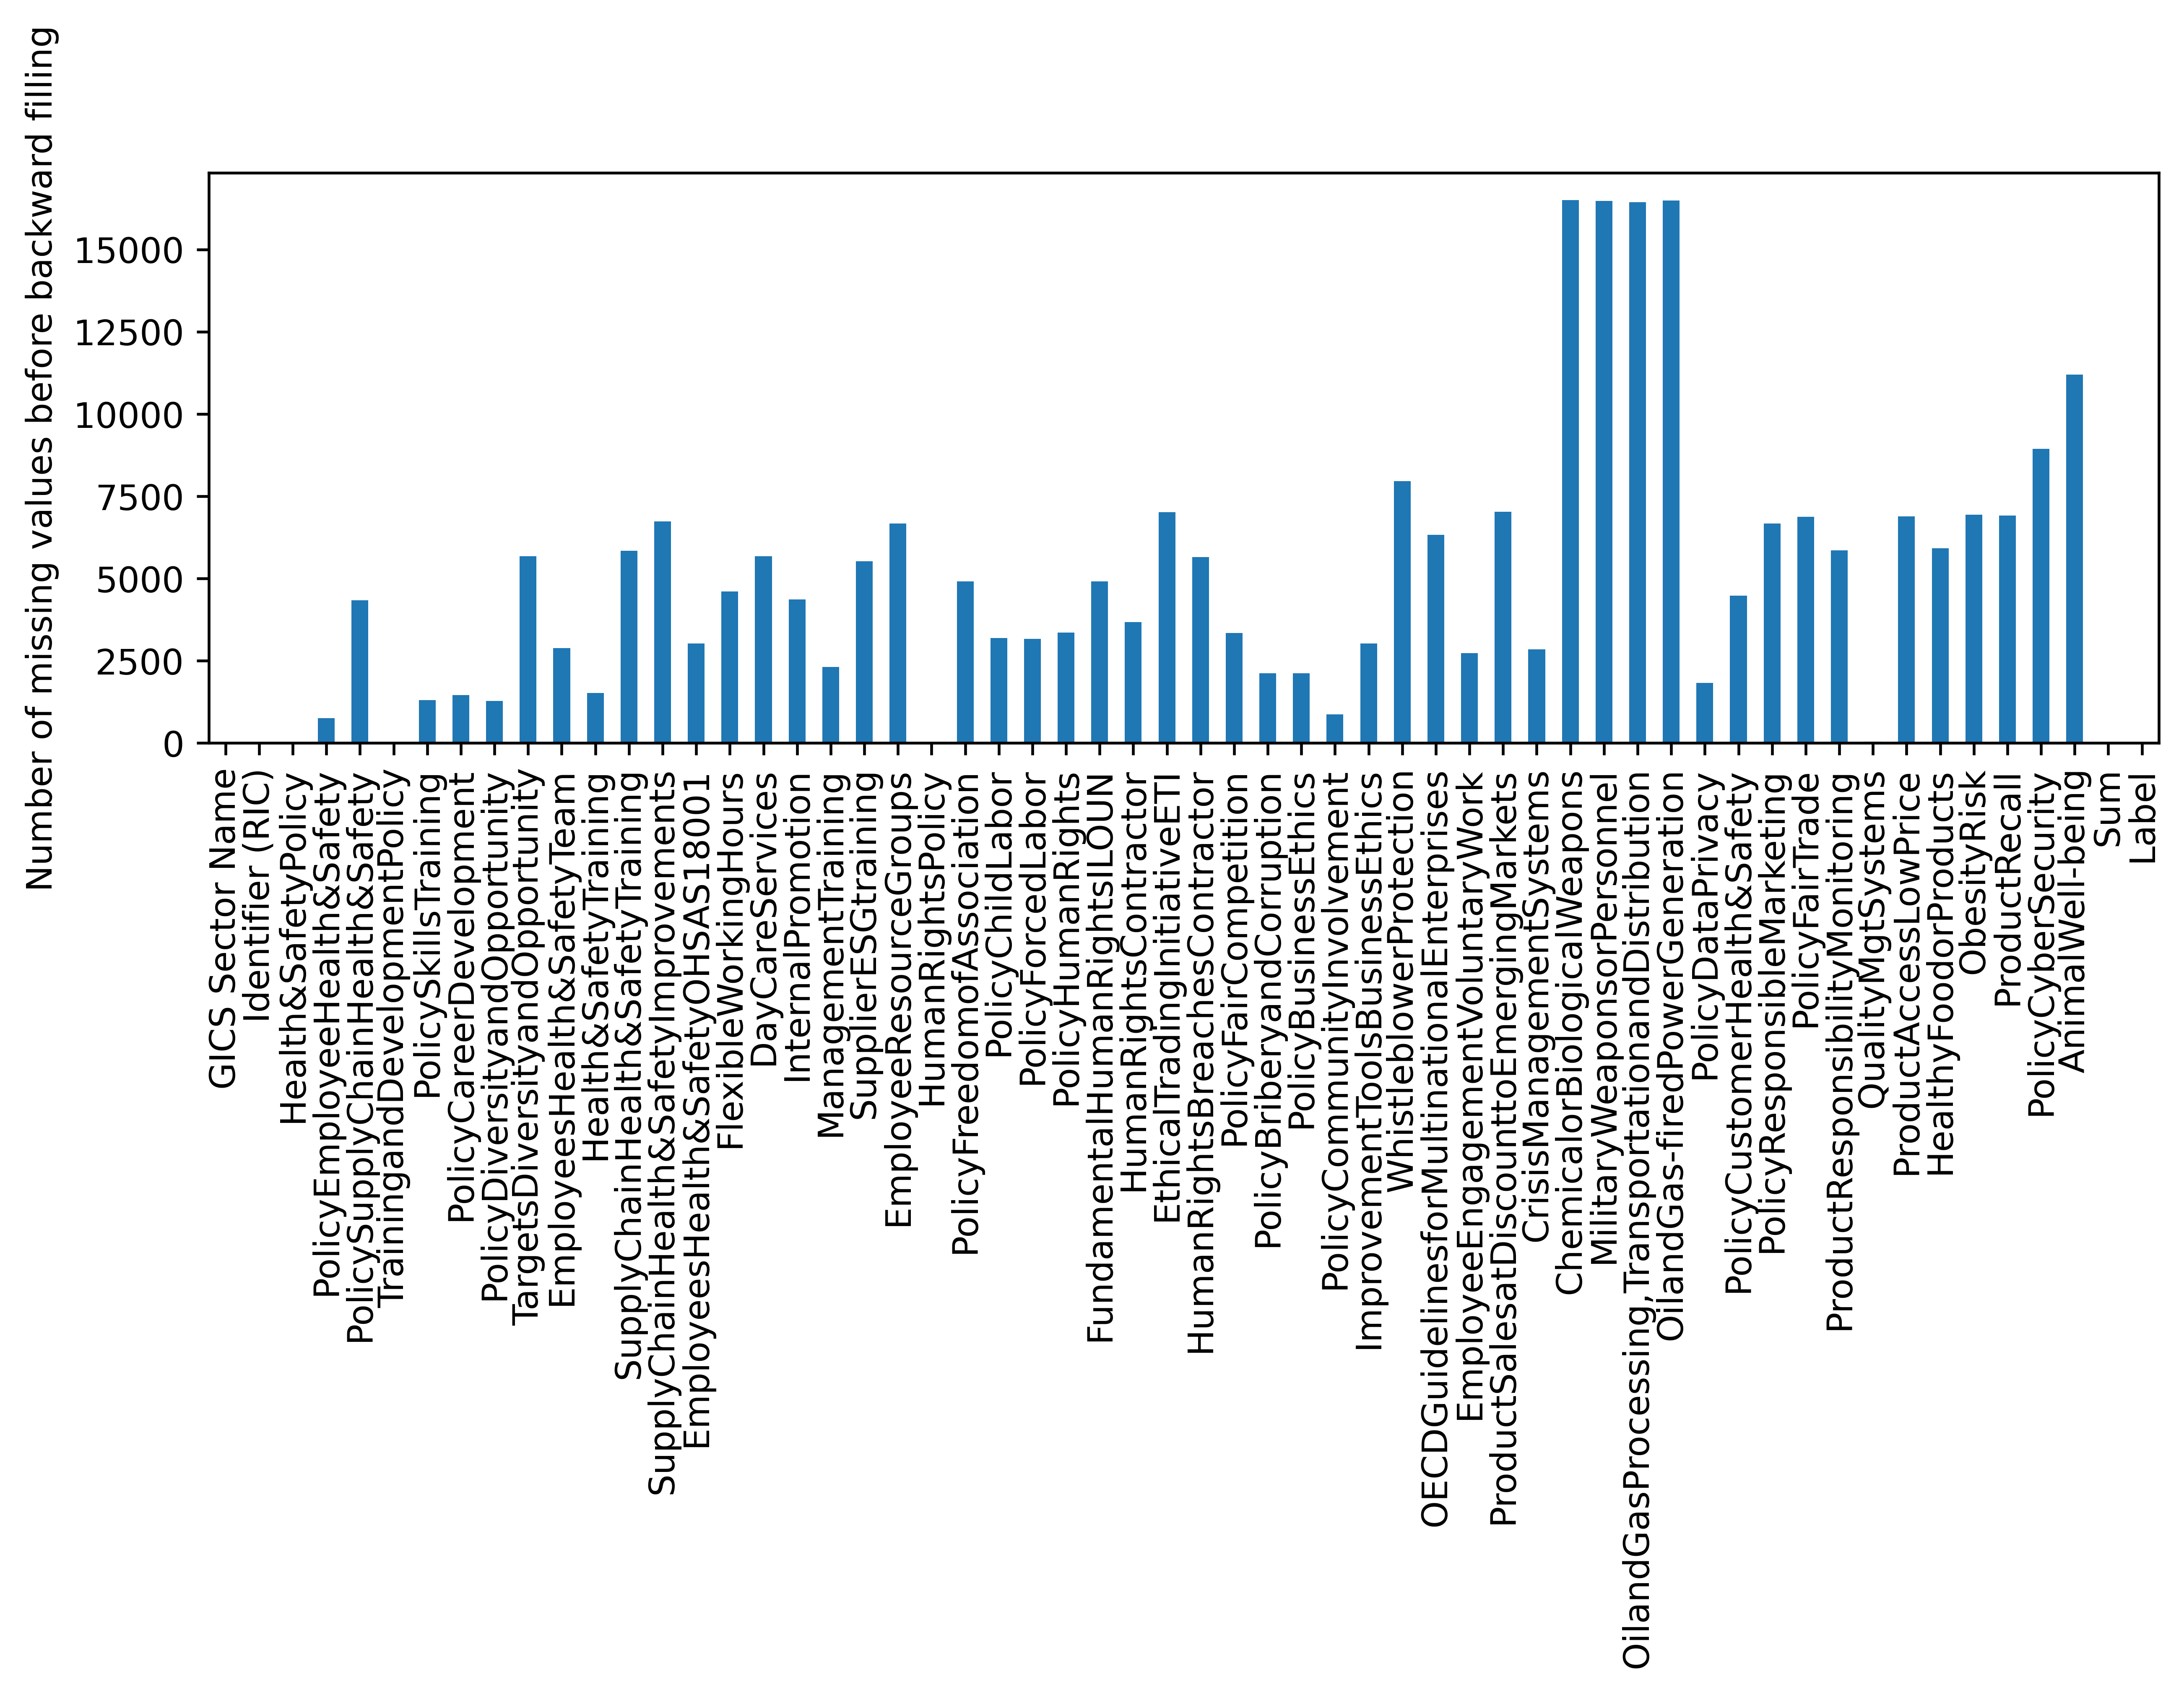 Number of missing values before backward filling
15000
12500
10000
7500
5000
2500
0
GICS Sector Name
Identifier (RIC)
Health&SafetyPolicy
PolicyEmployeeHealth&Safety
PolicySupplyChainHealth&Safety
TrainingandDevelopmentPolicy
PolicySkillsTraining
PolicyCareerDevelopment
PolicyDiversityandOpportunity
TargetsDiversityandOpportunity
EmployeesHealth&SafetyTeam
Health&SafetyTraining
SupplyChainHealth&SafetyTraining
SupplyChainHealth&SafetyImprovements
EmployeesHealth&SafetyOHSAS18001
FlexibleWorkingHours
DayCareServices
InternalPromotion
ManagementTraining
SupplierESGtraining
EmployeeResourceGroups
HumanRightsPolicy
PolicyFreedomofAssociation
PolicyChildLabor
PolicyForcedLabor
PolicyHumanRights
FundamentalHumanRightsILOUN
HumanRightsContractor
EthicalTradingInitiativeETI
HumanRightsBreachesContractor
PolicyFairCompetition
PolicyBriberyandCorruption
PolicyBusinessEthics
PolicyCommunityInvolvement
ImprovementToolsBusinessEthics
WhistleblowerProtection
OECDGuidelinesforMultinationalEnterprises
EmployeeEngagementVoluntaryWork
ProductSalesatDiscounttoEmergingMarkets
CrisisManagementSystems
ChemicalorBiologicalWeapons
MilitaryWeaponsorPersonnel
OilandGasProcessing,TransportationandDistribution
OilandGas-firedPowerGeneration
PolicyDataPrivacy
PolicyCustomerHealth&Safety
PolicyResponsibleMarketing
PolicyFairTrade
ProductResponsibilityMonitoring
QualityMgtSystems
ProductAccessLowPrice
HealthyFoodorProducts
ObesityRisk
ProductRecall
PolicyCyberSecurity
AnimalWell-being
Sum
Label